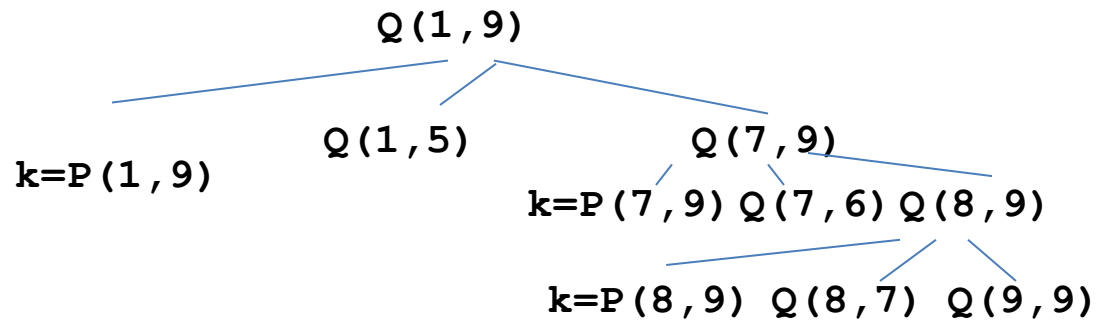 Q(1,9)
Q(1,5) Q(7,9)
k=P(1,9)
k=P(7,9) Q(7,6) Q(8,9)
k=P(8,9) Q(8,7) Q(9,9)